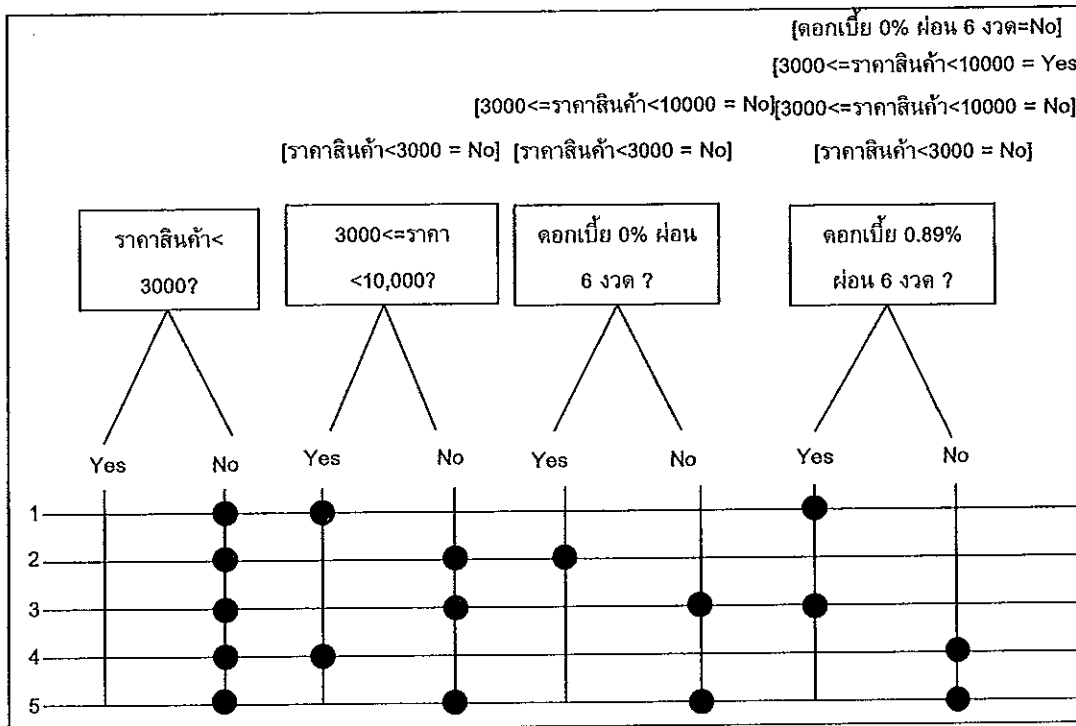 [ดอกเบี้ย 0% ผ่อน 6 งวด=No]
[3000<=ราคาสินค้า<10000 = Yes
[3000<=ราคาสินค้า<10000 = No] [3000<=ราคาสินค้า<10000 = No]
[ราคาสินค้า<3000 = No] [ราคาสินค้า<3000 = No] [ราคาสินค้า<3000 = No]
ราคาสินค้า<
3000?
3000<=ราคา
<10,000?
ดอกเบี้ย 0% ผ่อน
6 งวด ?
ดอกเบี้ย 0.89%
ผ่อน 6 งวด ?
Yes No Yes No Yes No Yes No
1
2
3
4
5